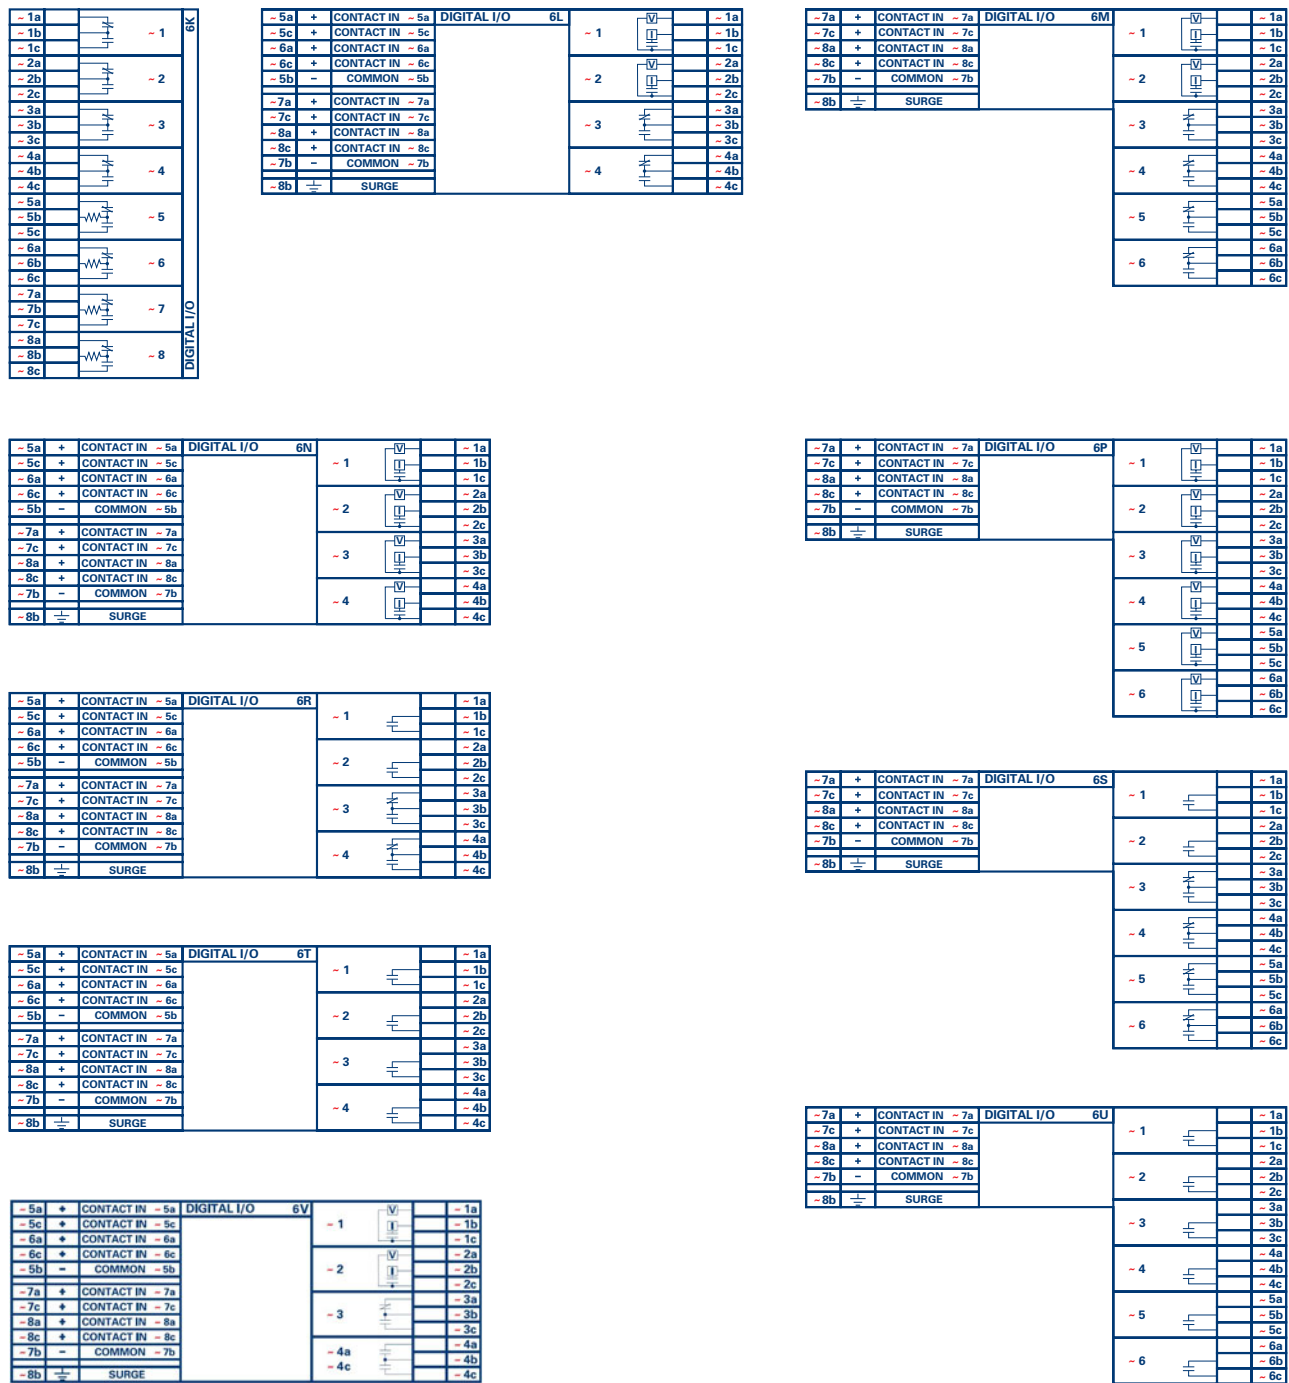 ~ 1a 6K
~ 1b ~ 1
~ 1c
~ 2a
~ 2b ~ 2
~ 2c
~ 3a
~ 3b ~ 3
~ 3c
~ 4a
~ 4b ~ 4
~ 4c
~ 5a
~ 5b ~ 5
~ 5c
~ 6a
~ 6b ~ 6
~ 6c
~ 7a
~ 7b ~ 7
~ 7c
~ 8a
~ 8b ~ 8
~ 8c
DIGITAL I/O
~ 5a + CONTACT IN ~ 5a DIGITAL I/O 6L V ~ 1a
~ 5c + CONTACT IN ~ 5c ~ 1 I ~ 1b
~ 6a + CONTACT IN ~ 6a ~ 1c
~ 6c + CONTACT IN ~ 6c V ~ 2a
~ 5b − COMMON ~ 5b ~ 2 I ~ 2b
~ 2c
~ 7a + CONTACT IN ~ 7a ~ 3a
~ 7c + CONTACT IN ~ 7c ~ 3 ~ 3b
~ 8a + CONTACT IN ~ 8a ~ 3c
~ 8c + CONTACT IN ~ 8c ~ 4a
~ 7b − COMMON ~ 7b ~ 4 ~ 4b
~ 8b SURGE ~ 4c
~ 7a + CONTACT IN ~ 7a DIGITAL I/O 6M V ~ 1a
~ 7c + CONTACT IN ~ 7c ~ 1 I ~ 1b
~ 8a + CONTACT IN ~ 8a ~ 1c
~ 8c + CONTACT IN ~ 8c V ~ 2a
~ 7b − COMMON ~ 7b ~ 2 I ~ 2b
~ 2c
~ 8b SURGE
~ 3a
~ 3 ~ 3b
~ 3c
~ 4a
~ 4 ~ 4b
~ 4c
~ 5a
~ 5 ~ 5b
~ 5c
~ 6a
~ 6 ~ 6b
~ 6c
~ 5a + CONTACT IN ~ 5a DIGITAL I/O 6N V ~ 1a
~ 5c + CONTACT IN ~ 5c ~ 1 I ~ 1b
~ 6a + CONTACT IN ~ 6a ~ 1c
~ 6c + CONTACT IN ~ 6c V ~ 2a
~ 5b − COMMON ~ 5b ~ 2 I ~ 2b
~ 2c
~ 7a + CONTACT IN ~ 7a V ~ 3a
~ 7c + CONTACT IN ~ 7c ~ 3 I ~ 3b
~ 8a + CONTACT IN ~ 8a ~ 3c
~ 8c + CONTACT IN ~ 8c V ~ 4a
~ 7b − COMMON ~ 7b ~ 4 I ~ 4b
~ 8b SURGE ~ 4c
~ 7a + CONTACT IN ~ 7a DIGITAL I/O 6P V ~ 1a
~ 7c + CONTACT IN ~ 7c ~ 1 I ~ 1b
~ 8a + CONTACT IN ~ 8a ~ 1c
~ 8c + CONTACT IN ~ 8c V ~ 2a
~ 7b − COMMON ~ 7b ~ 2 I ~ 2b
~ 2c
~ 8b SURGE
V ~ 3a
~ 3 I ~ 3b
~ 3c
V ~ 4a
~ 4 I ~ 4b
~ 4c
V ~ 5a
~ 5 I ~ 5b
~ 5c
V ~ 6a
~ 6 I ~ 6b
~ 6c
~ 5a + CONTACT IN ~ 5a DIGITAL I/O 6R ~ 1a
~ 5c + CONTACT IN ~ 5c ~ 1 ~ 1b
~ 6a + CONTACT IN ~ 6a ~ 1c
~ 6c + CONTACT IN ~ 6c ~ 2a
~ 5b − COMMON ~ 5b ~ 2 ~ 2b
~ 2c
~ 7a + CONTACT IN ~ 7a ~ 3a
~ 7c + CONTACT IN ~ 7c ~ 3 ~ 3b
~ 8a + CONTACT IN ~ 8a ~ 3c
~ 8c + CONTACT IN ~ 8c ~ 4a
~ 7b − COMMON ~ 7b ~ 4 ~ 4b
~ 8b SURGE ~ 4c
~ 7a + CONTACT IN ~ 7a DIGITAL I/O 6S ~ 1a
~ 7c + CONTACT IN ~ 7c ~ 1 ~ 1b
~ 8a + CONTACT IN ~ 8a ~ 1c
~ 8c + CONTACT IN ~ 8c ~ 2a
~ 7b − COMMON ~ 7b ~ 2 ~ 2b
~ 2c
~ 8b SURGE
~ 3a
~ 3 ~ 3b
~ 3c
~ 4a
~ 4 ~ 4b
~ 4c
~ 5a
~ 5 ~ 5b
~ 5c
~ 6a
~ 6 ~ 6b
~ 6c
~ 5a + CONTACT IN ~ 5a DIGITAL I/O 6T ~ 1a
~ 5c + CONTACT IN ~ 5c ~ 1 ~ 1b
~ 6a + CONTACT IN ~ 6a ~ 1c
~ 6c + CONTACT IN ~ 6c ~ 2a
~ 5b − COMMON ~ 5b ~ 2 ~ 2b
~ 2c
~ 7a + CONTACT IN ~ 7a ~ 3a
~ 7c + CONTACT IN ~ 7c ~ 3 ~ 3b
~ 8a + CONTACT IN ~ 8a ~ 3c
~ 8c + CONTACT IN ~ 8c ~ 4a
~ 7b − COMMON ~ 7b ~ 4 ~ 4b
~ 8b SURGE ~ 4c
~ 7a + CONTACT IN ~ 7a DIGITAL I/O 6U ~ 1a
~ 7c + CONTACT IN ~ 7c ~ 1 ~ 1b
~ 8a + CONTACT IN ~ 8a ~ 1c
~ 8c + CONTACT IN ~ 8c ~ 2a
~ 7b − COMMON ~ 7b ~ 2 ~ 2b
~ 2c
~ 8b SURGE
~ 3a
~ 3 ~ 3b
~ 3c
~ 4a
~ 4 ~ 4b
~ 4c
~ 5a
~ 5 ~ 5b
~ 5c
~ 6a
~ 6 ~ 6b
~ 6c
~ 5a + CONTACT IN ~ 5a DIGITAL I/O 6V V ~ 1a
~ 5c + CONTACT IN ~ 5c ~ 1 I ~ 1b
~ 6a + CONTACT IN ~ 6a ~ 1c
~ 6c + CONTACT IN ~ 6c V ~ 2a
~ 5b − COMMON ~ 5b ~ 2 I ~ 2b
~ 2c
~ 7a + CONTACT IN ~ 7a ~ 3a
~ 7c + CONTACT IN ~ 7c ~ 3 ~ 3b
~ 8a + CONTACT IN ~ 8a ~ 3c
~ 8c + CONTACT IN ~ 8c ~ 4a
~ 7b − COMMON ~ 7b ~ 4a ~ 4b
~ 4c
~ 8b SURGE ~ 4c